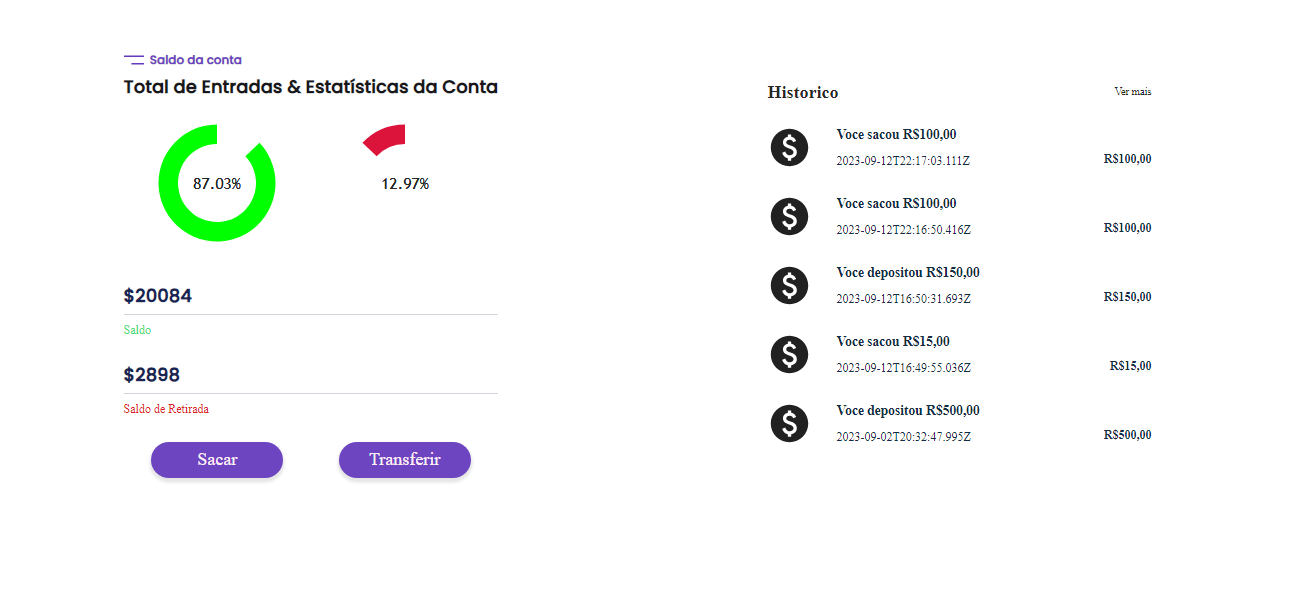 Saldo da conta
Total de Entradas & Estatísticas da Conta
87.03%
12.97%
$20084
Saldo
$2898
Saldo de Retirada
Sacar
Transferir
Historico
Ver mais
Voce sacou R$100,00
2023-09-12T22:17:03.111Z
R$100,00
Voce sacou R$100,00
2023-09-12T22:16:50.416Z
R$100,00
Voce depositou R$150,00
2023-09-12T16:50:31.693Z
R$150,00
Voce sacou R$15,00
2023-09-12T16:49:55.036Z
R$15,00
Voce depositou R$500,00
2023-09-02T20:32:47.995Z
R$500,00